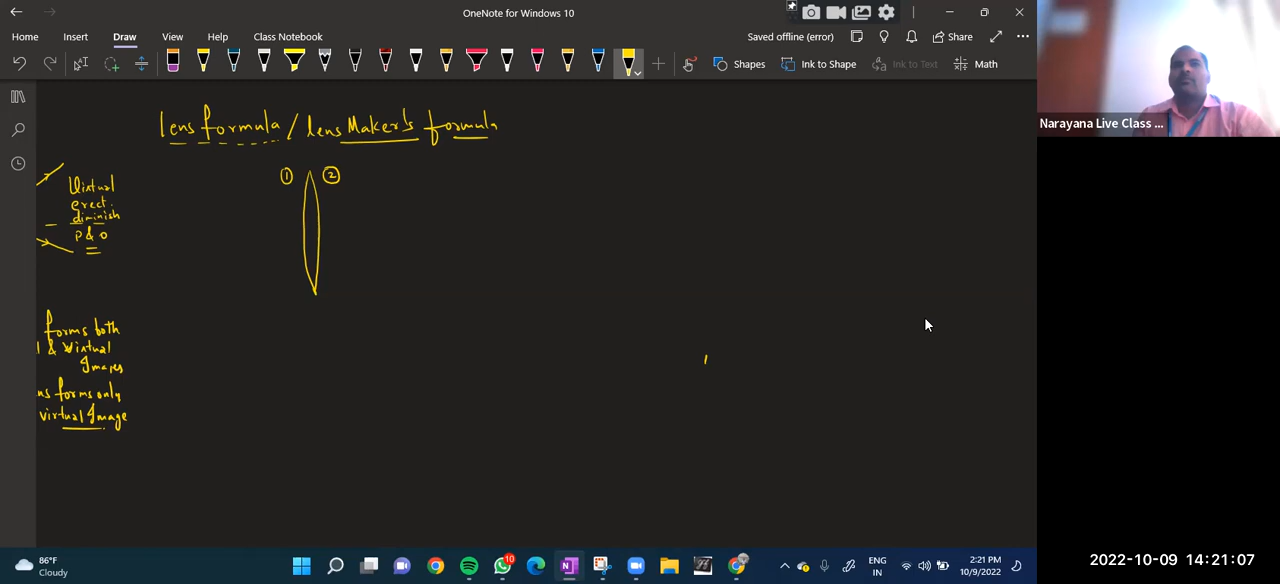 OneNote for Windows 10
Home Insert Draw View Help Class Notebook
Saved offline (error) Share
Shapes Ink to Shape Ink to Text Math
lens formula / lens Maker's formula
① ②
Virtual
erect.
diminish
P & O
forms both
l & Virtual
Images
ns forms only
virtual Image
Narayana Live Class ...
86°F
Cloudy
10
ENG
IN
2:21 PM
10/9/2022
2022-10-09 14:21:07